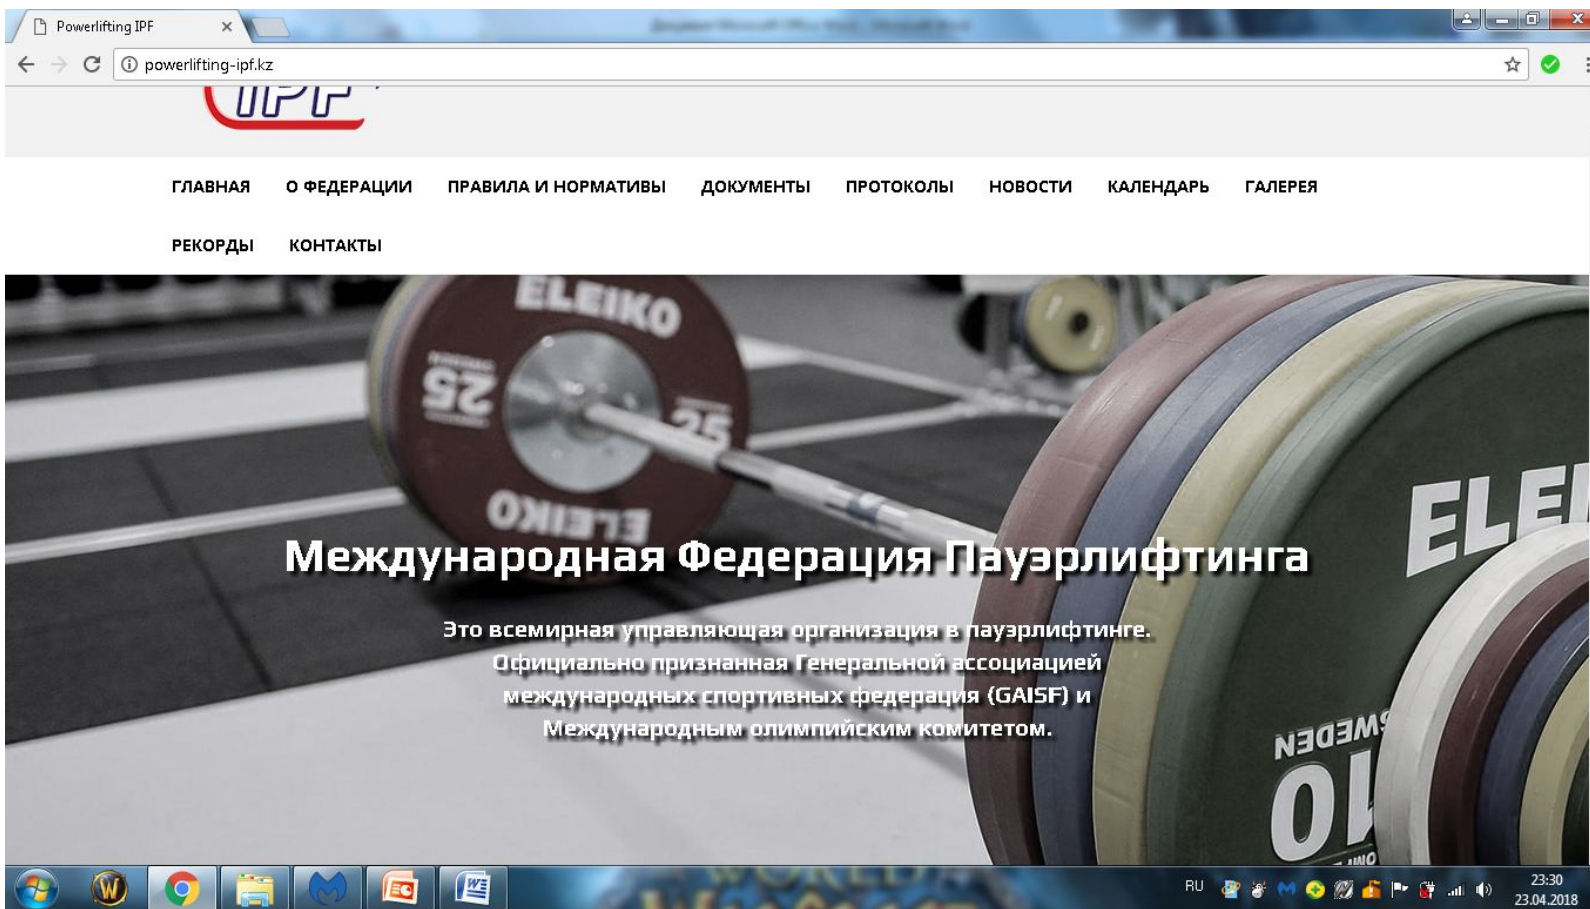 Powerlifting IPF
powerlifting-ipf.kz
IPF
ГЛАВНАЯ О ФЕДЕРАЦИИ ПРАВИЛА И НОРМАТИВЫ ДОКУМЕНТЫ ПРОТОКОЛЫ НОВОСТИ КАЛЕНДАРЬ ГАЛЕРЕЯ
РЕКОРДЫ КОНТАКТЫ
ELEIKO
25
25
ELEIKO
Международная Федерация Пауэрлифтинга
Это всемирная управляющая организация в пауэрлифтинге.
Официально признанная Генеральной ассоциацией
международных спортивных федерация (GAISF) и
Международным олимпийским комитетом.
SWEDEN
10
RU
23:30
23.04.2018